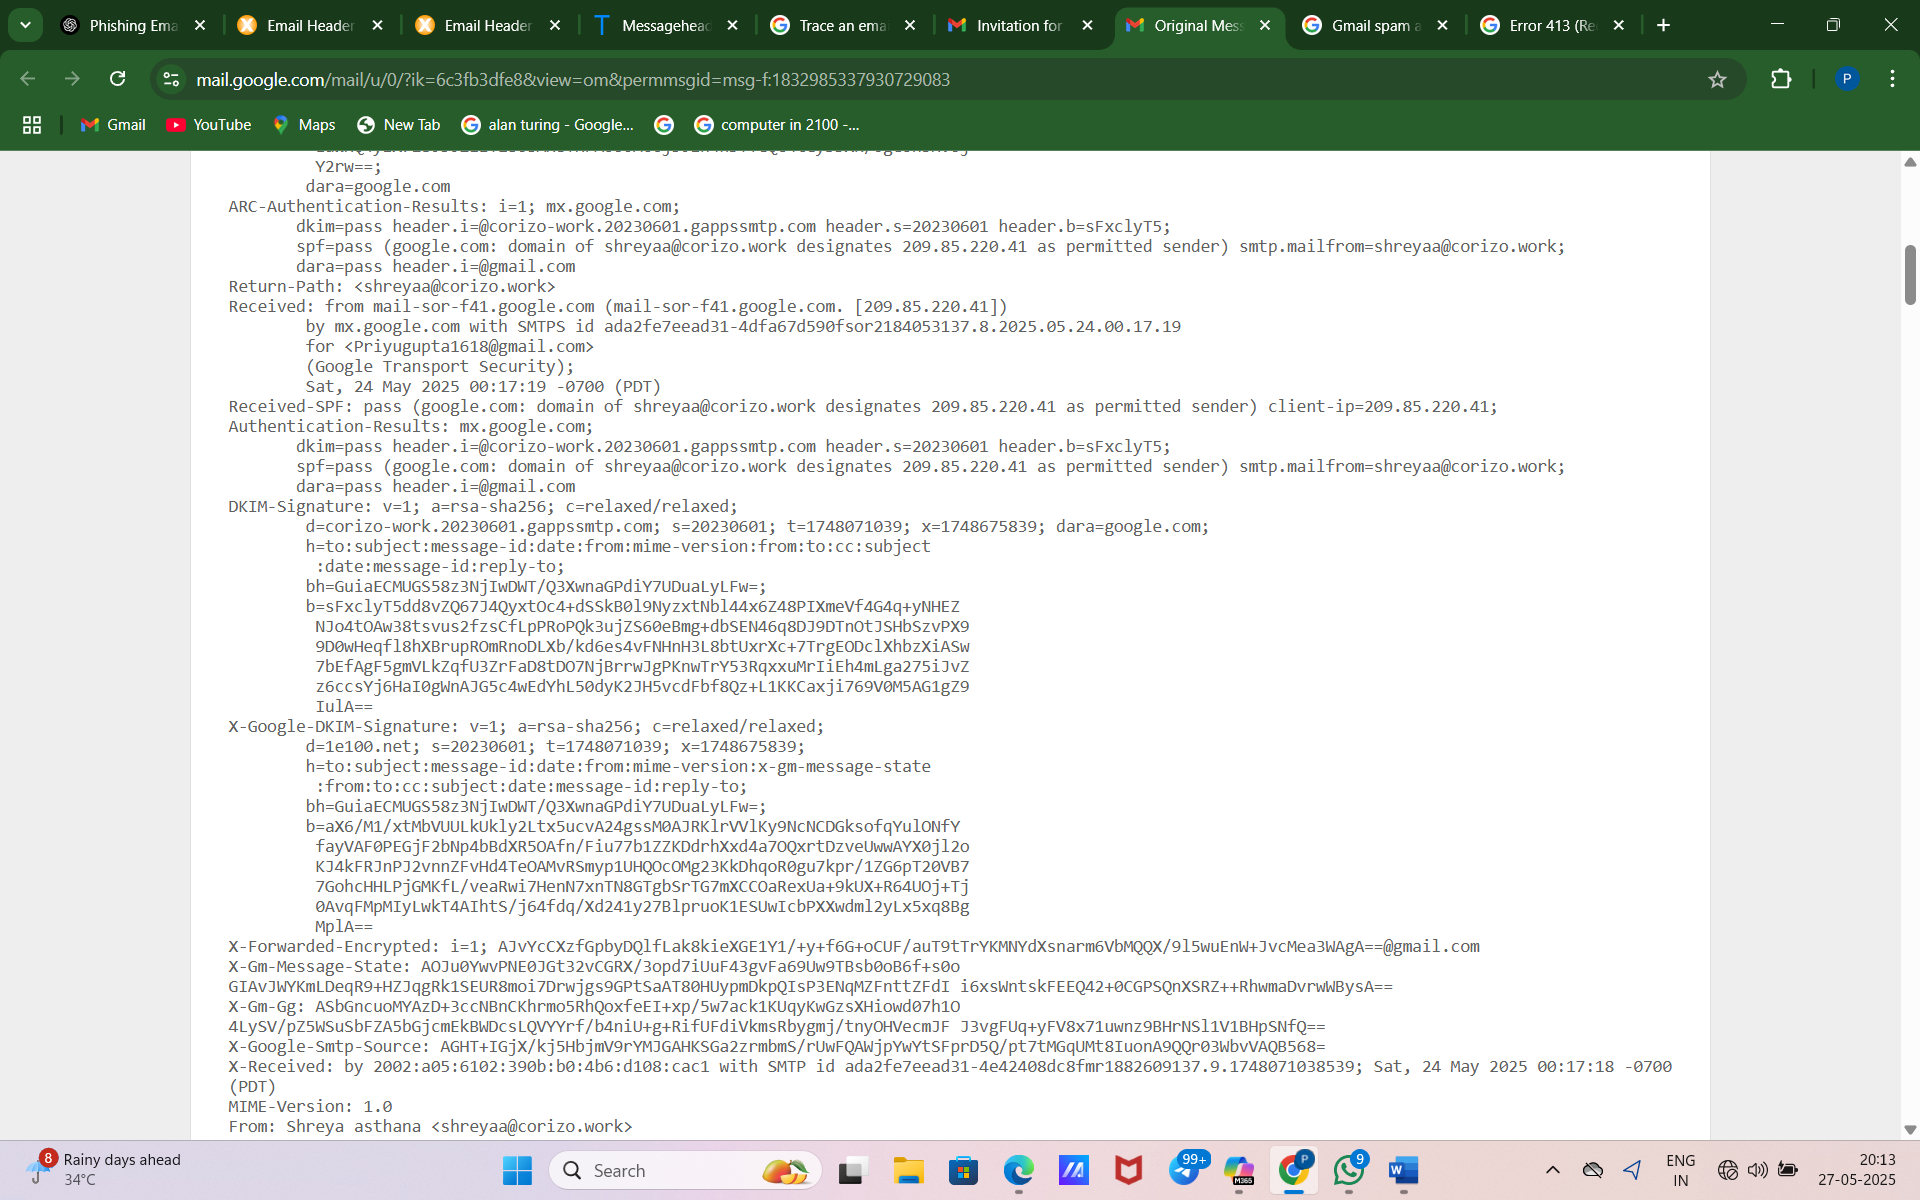 Phishing Ema
Email Header
Email Header
Messagehead
Trace an emai
Invitation for
Original Mess
Gmail spam a
Error 413 (Re
mail.google.com/mail/u/0/?ik=6c3fb3dfe8&view=om&permmsgid=msg-f:1832985337930729083
P
Gmail
YouTube
Maps
New Tab
alan turing - Google...
computer in 2100 -...
Y2rw==;
dara=google.com
ARC-Authentication-Results: i=1; mx.google.com;
dkim=pass header.i=@corizo-work.20230601.gappssmtp.com header.s=20230601 header.b=sFxclyT5;
spf=pass (google.com: domain of shreyaa@corizo.work designates 209.85.220.41 as permitted sender) smtp.mailfrom=shreyaa@corizo.work;
dara=pass header.i=@gmail.com
Return-Path: <shreyaa@corizo.work>
Received: from mail-sor-f41.google.com (mail-sor-f41.google.com. [209.85.220.41])
by mx.google.com with SMTPS id ada2fe7eead31-4dfa67d590fsor2184053137.8.2025.05.24.00.17.19
for <Priyugupta1618@gmail.com>
(Google Transport Security);
Sat, 24 May 2025 00:17:19 -0700 (PDT)
Received-SPF: pass (google.com: domain of shreyaa@corizo.work designates 209.85.220.41 as permitted sender) client-ip=209.85.220.41;
Authentication-Results: mx.google.com;
dkim=pass header.i=@corizo-work.20230601.gappssmtp.com header.s=20230601 header.b=sFxclyT5;
spf=pass (google.com: domain of shreyaa@corizo.work designates 209.85.220.41 as permitted sender) smtp.mailfrom=shreyaa@corizo.work;
dara=pass header.i=@gmail.com
DKIM-Signature: v=1; a=rsa-sha256; c=relaxed/relaxed;
d=corizo-work.20230601.gappssmtp.com; s=20230601; t=1748071039; x=1748675839; dara=google.com;
h=to:subject:message-id:date:from:mime-version:from:to:cc:subject
:date:message-id:reply-to;
bh=GuiaECMUGS58z3NjIwDWT/Q3XwnaGPdiY7UDuaLyLFw=;
b=sFxclyT5dd8vZQ67J4QyxtOc4+dSSkB0l9NyzxtNbl44x6Z48PIXmeVf4G4q+yNHEZ
NJo4tOAw38tsvus2fzsCfLpPRoPQk3ujZS60eBmg+dbSEN46q8DJ9DTnOtJSHbSzvPX9
9D0wHeqfl8hXBrupROmRnoDLXb/kd6es4vFNHnH3L8btUxrXc+7TrgEODclXhbzXiASw
7bEfAgF5gmVLkZqfU3ZrFaD8tDO7NjBrrwJgPKnwTrY53RqxxuMrIiEh4mLga275iJvZ
z6ccsYj6HaI0gWnAJG5c4wEdYhL50dyK2JH5vcdFbf8Qz+L1KKCaxji769V0M5AG1gZ9
IulA==
X-Google-DKIM-Signature: v=1; a=rsa-sha256; c=relaxed/relaxed;
d=1e100.net; s=20230601; t=1748071039; x=1748675839;
h=to:subject:message-id:date:from:mime-version:x-gm-message-state
:from:to:cc:subject:date:message-id:reply-to;
bh=GuiaECMUGS58z3NjIwDWT/Q3XwnaGPdiY7UDuaLyLFw=;
b=aX6/M1/xtMbVUULkUkly2Ltx5ucvA24gssM0AJRKlrVVlKy9NcNCDGksofqYulONfY
fayVAF0PEGjF2bNp4bBdXR5OAfn/Fiu77b1ZZKDdrhXxd4a7OQxrtDzveUwwAYX0jl2o
KJ4kFRJnPJ2vnnZFvHd4TeOAMvRSmyp1UHQOcOMg23KkDhqoR0gu7kpr/1ZG6pT20VB7
7GohcHHLPjGMKfL/veaRwi7HenN7xnTN8GTgbSrTG7mXCCOaRexUa+9kUX+R64UOj+Tj
0AvqFMpMIyLwkT4AIhtS/j64fdq/Xd241y27BlpruoK1ESUwIcbPXXwdml2yLx5xq8Bg
MplA==
X-Forwarded-Encrypted: i=1; AJvYcCXzfGpbyDQlfLak8kieXGE1Y1/+y+f6G+oCUF/auT9tTrYKMNYdXsnarm6VbMQQX/9l5wuEnW+JvcMea3WAgA==@gmail.com
X-Gm-Message-State: AOJu0YwvPNE0JGt32vCGRX/3opd7iUuF43gvFa69Uw9TBsb0oB6f+s0o
GIAvJWYKmLDeqR9+HZJqgRk1SEUR8moi7Drwjgs9GPtSaAT80HUypmDkpQIsP3ENqMZFnttZFdI i6xsWntskFEEQ42+0CGPSQnXSRZ++RhwmaDvrwWBysA==
X-Gm-Gg: ASbGncuoMYAzD+3ccNBnCKhrmo5RhQoxfeEI+xp/5w7ack1KUqyKwGzsXHiowd07h1O
4LySV/pZ5WSuSbFZA5bGjcmEkBWDcsLQVYYrf/b4niU+g+RifUFdiVkmsRbygmj/tnyOHVecmJF J3vgFUq+yFV8x71uwnz9BHrNSl1V1BHpSNfQ==
X-Google-Smtp-Source: AGHT+IGjX/kj5HbjmV9rYMJGAHKSGa2zrmbmS/rUwFQAWjpYwYtSFprD5Q/pt7tMGqUMt8IuonA9QQr03WbvVAQB568=
X-Received: by 2002:a05:6102:390b:b0:4b6:d108:cac1 with SMTP id ada2fe7eead31-4e42408dc8fmr1882609137.9.1748071038539; Sat, 24 May 2025 00:17:18 -0700
(PDT)
MIME-Version: 1.0
From: Shreya asthana <shreyaa@corizo.work>
8
Rainy days ahead
34°C
Search
99+
M365
P
9
ENG
IN
20:13
27-05-2025